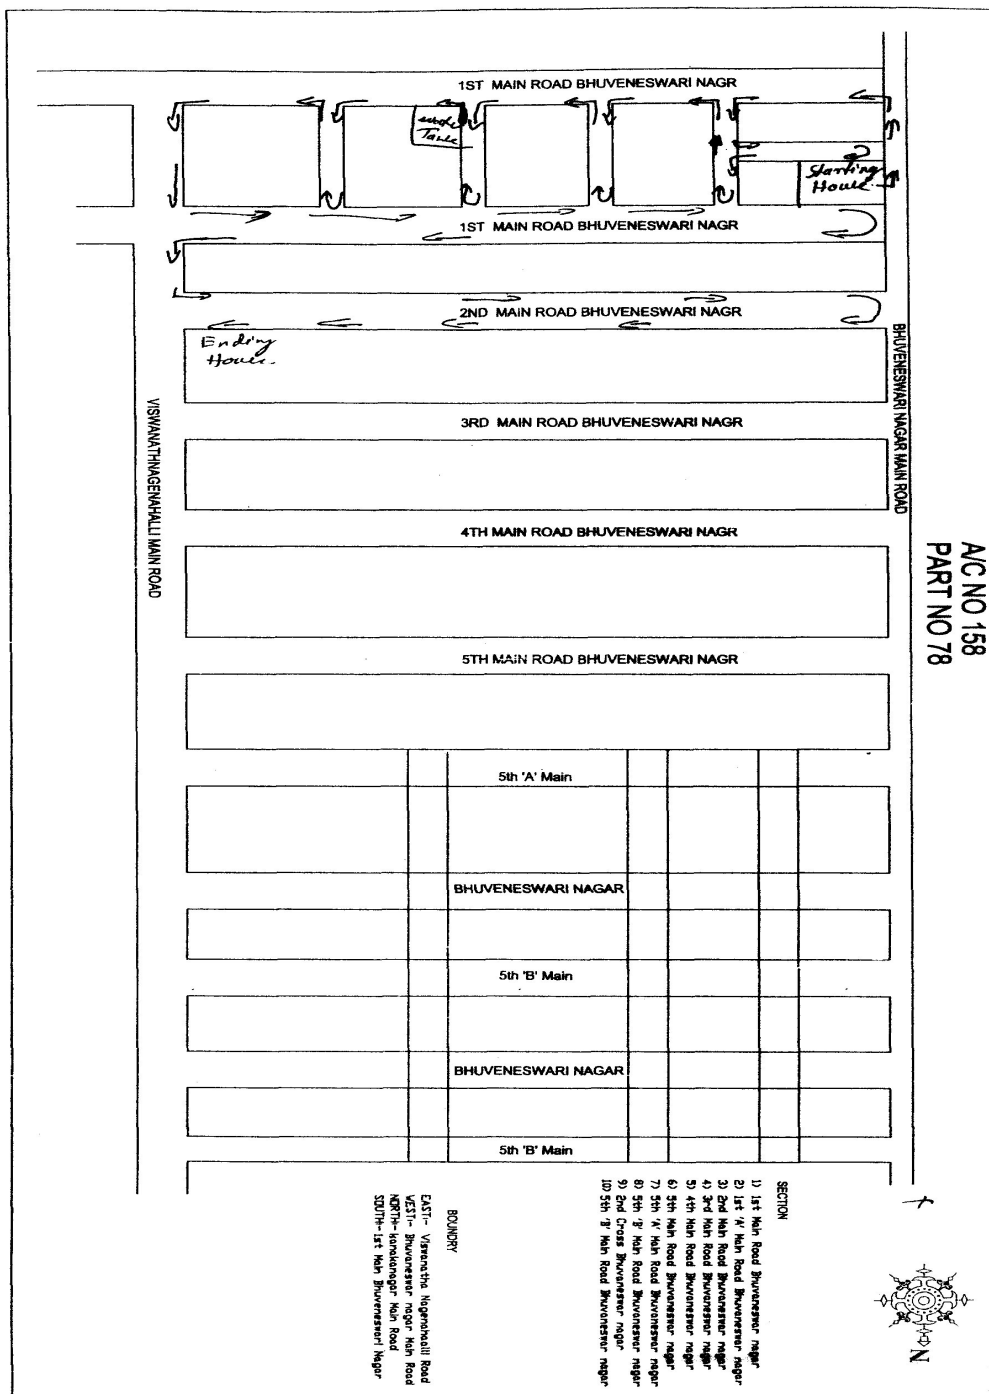 1ST MAIN ROAD BHUVENESWARI NAGR
Tank
Starting
House
1ST MAIN ROAD BHUVENESWARI NAGR
2ND MAIN ROAD BHUVENESWARI NAGR
Ending
House.
3RD MAIN ROAD BHUVENESWARI NAGR
4TH MAIN ROAD BHUVENESWARI NAGR
5TH MAIN ROAD BHUVENESWARI NAGR
5th 'A' Main
BHUVENESWARI NAGAR
5th 'B' Main
BHUVENESWARI NAGAR
5th 'B' Main
VISWANATHNAGENAHALLI MAIN ROAD
BHUVENESWARI NAGAR MAIN ROAD
A/C NO 158
PART NO 78
SECTION
1) 1st Main Road Bhuvaneswar nagar
2) 1st 'A' Main Road Bhuvaneswar nagar
3) 2nd Main Raod Bhuvaneswar nagar
4) 3rd Main Road Bhuvaneswar nagar
5) 4th Main Road Bhuvaneswar nagar
6) 5th Main Road Bhuvaneswar nagar
7) 5th 'A' Main Road Bhuvaneswar nagar
8) 5th 'B' Main Road Bhuvaneswar nagar
9) 2nd Cross Bhuvaneswar nagar
10) 5th 'B' Main Road Bhuvaneswar nagar
BOUNDRY
EAST:- Viswanatha Nagenahaalli Road
WEST:- Bhuvaneswar nagar Main Road
NORTH:- kanakanagar Main Road
SOUTH:- 1st Main Bhuveneswari Nagar
N